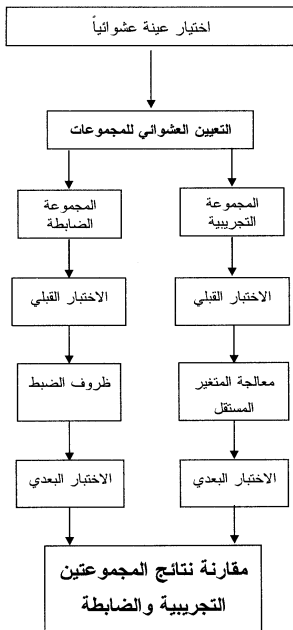 اختيار عينة عشوائياً
التعيين العشوائي للمجموعات
المجموعة
التجريبية
المجموعة
الضابطة
الاختبار القبلي
الاختبار القبلي
معالجة المتغير
المستقل
ظروف الضبط
الاختبار البعدي
الاختبار البعدي
مقارنة نتائج المجموعتين
التجريبية والضابطة